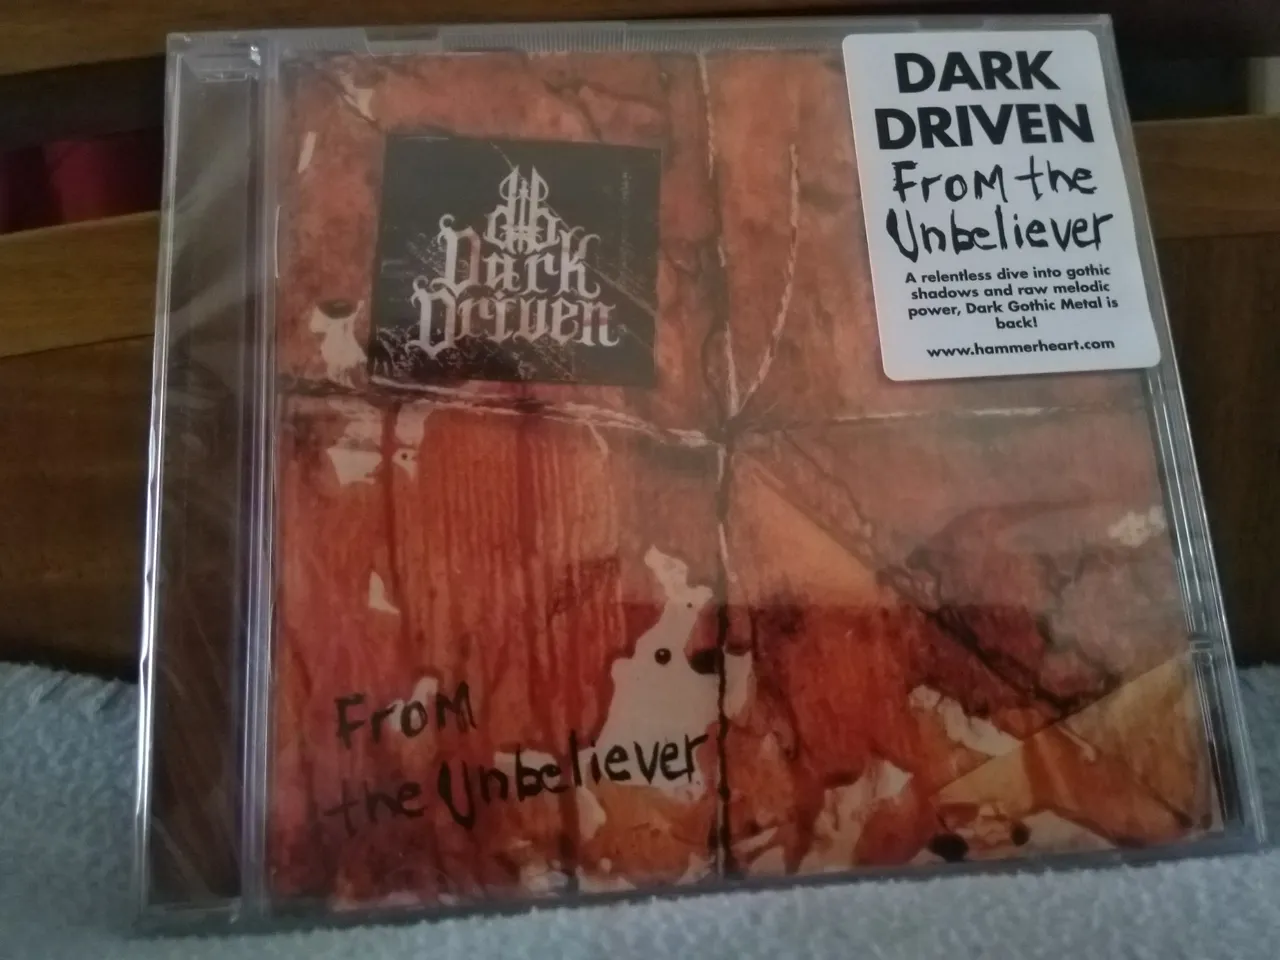 DARK
DRIVEN
From the
Unbeliever
A relentless dive into gothic
shadows and raw melodic
power, Dark Gothic Metal is
back!
www.hammerheart.com
Dark
Driven
From
the Unbeliever